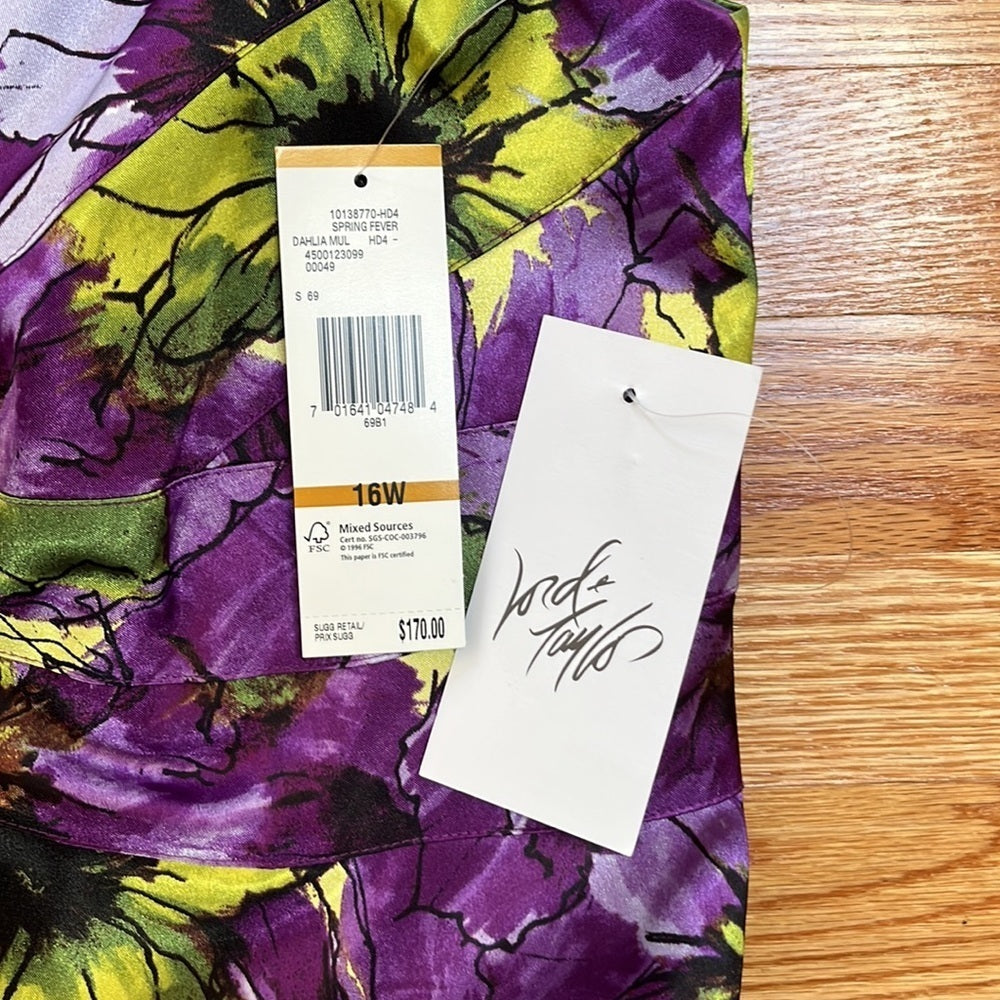 10138770-HD4
SPRING FEVER
DAHLIA MUL HD4 -
4500123099
00049
S 69
7 01641 04748 4
69B1
16W
FSC
Mixed Sources
Cert no. SGS-COC-003796
© 1996 FSC
This paper is FSC certified
SUGG RETAIL/
PRIX SUGG
$170.00
Lord &
Taylor